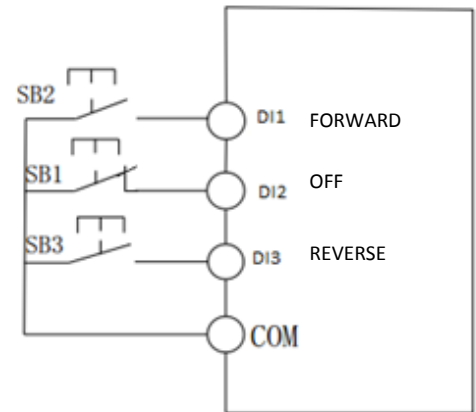 SB2
DI1 FORWARD
SB1
DI2 OFF
SB3
DI3 REVERSE
COM